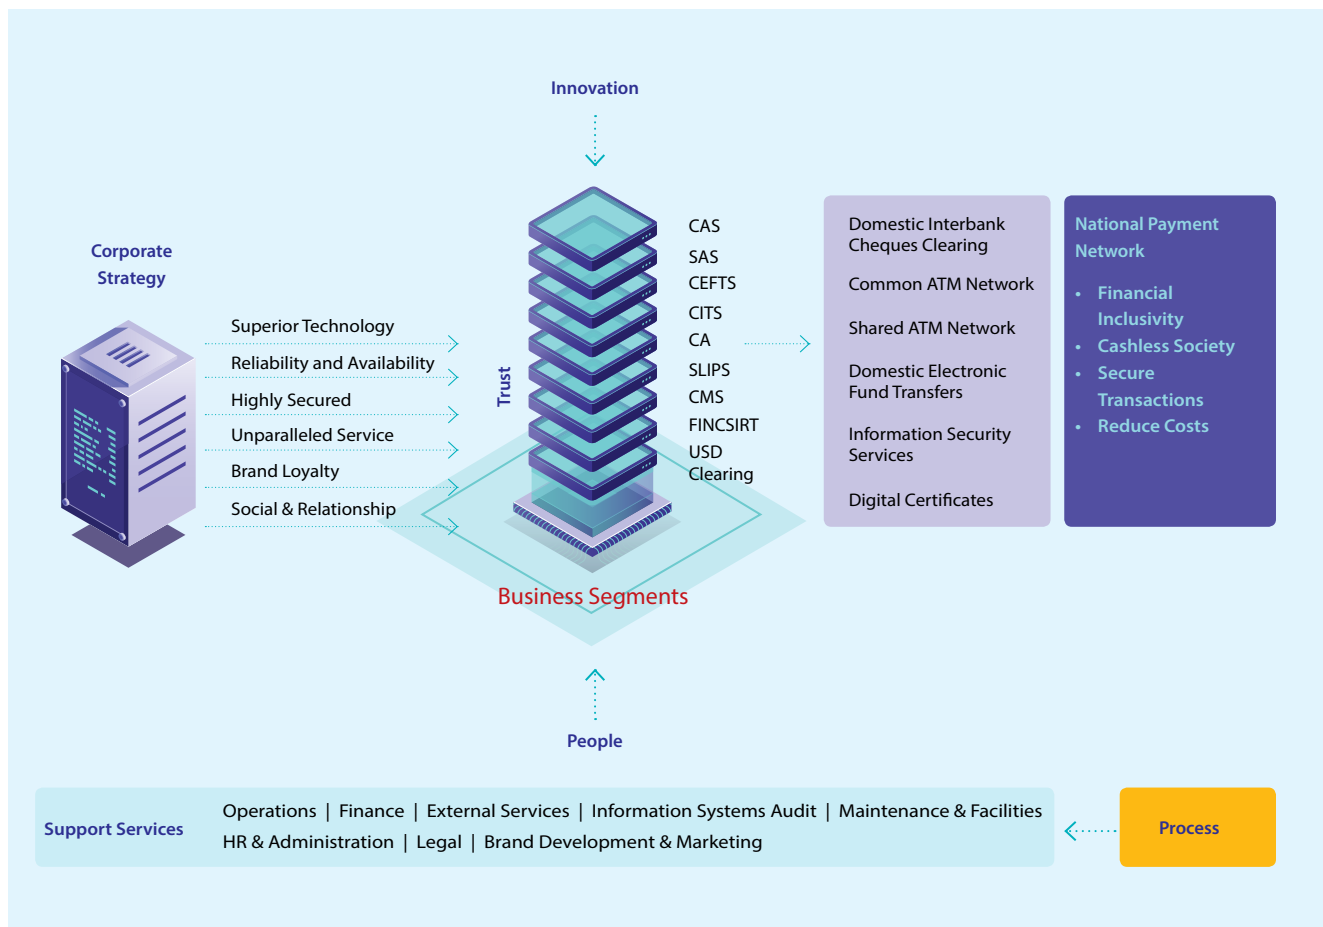 Innovation
Corporate
Strategy
Superior Technology
Reliability and Availability
Highly Secured
Unparalleled Service
Brand Loyalty
Social & Relationship
Trust
CAS
SAS
CEFTS
CITS
CA
SLIPS
CMS
FINCSIRT
USD
Clearing
Business Segments
People
Domestic Interbank
Cheques Clearing
Common ATM Network
Shared ATM Network
Domestic Electronic
Fund Transfers
Information Security
Services
Digital Certificates
National Payment
Network
• Financial
Inclusivity
• Cashless Society
• Secure
Transactions
• Reduce Costs
Support Services
Operations | Finance | External Services | Information Systems Audit | Maintenance & Facilities
HR & Administration | Legal | Brand Development & Marketing
Process